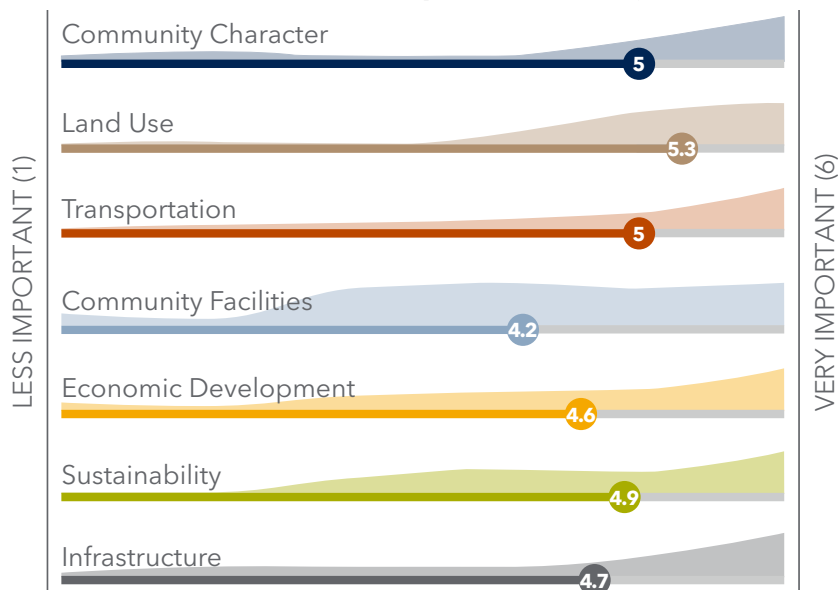 LESS IMPORTANT (1)
Community Character
5
Land Use
5.3
Transportation
5
Community Facilities
4.2
Economic Development
4.6
Sustainability
4.9
Infrastructure
4.7
VERY IMPORTANT (6)